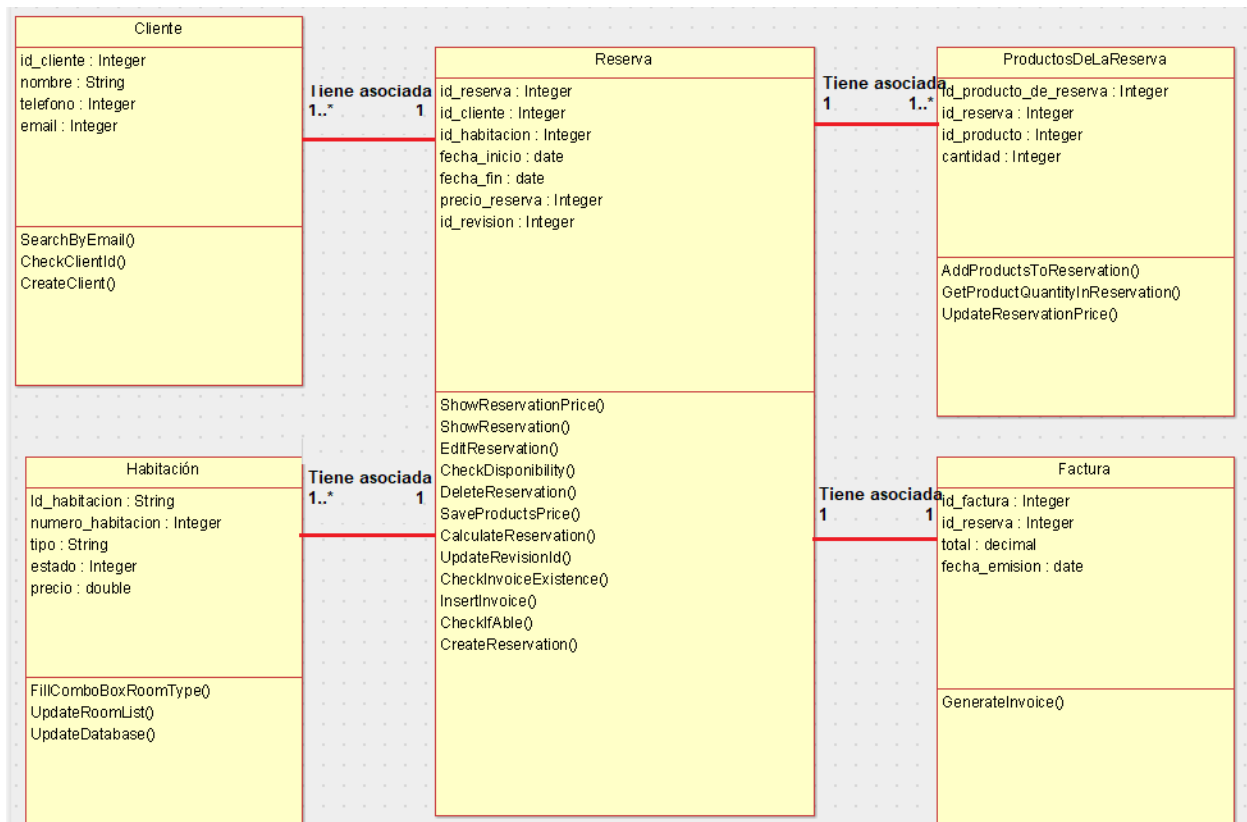 Cliente
id_cliente : Integer
nombre : String
telefono : Integer
email : Integer
SearchByEmail()
CheckClientId()
CreateClient()
Tiene asociada
1..* 1
Reserva
id_reserva : Integer
id_cliente : Integer
id_habitacion : Integer
fecha_inicio : date
fecha_fin : date
precio_reserva : Integer
id_revision : Integer
ShowReservationPrice()
ShowReservation()
EditReservation()
CheckDisponibility()
DeleteReservation()
SaveProductsPrice()
CalculateReservation()
UpdateRevisionId()
CheckInvoiceExistence()
InsertInvoice()
CheckIfAble()
CreateReservation()
Tiene asociada
1 1..*
ProductosDeLaReserva
id_producto_de_reserva : Integer
id_reserva : Integer
id_producto : Integer
cantidad : Integer
AddProductsToReservation()
GetProductQuantityInReservation()
UpdateReservationPrice()
Habitación
Id_habitacion : String
numero_habitacion : Integer
tipo : String
estado : Integer
precio : double
FillComboBoxRoomType()
UpdateRoomList()
UpdateDatabase()
Tiene asociada
1..* 1
Tiene asociada
1 1
Factura
id_factura : Integer
id_reserva : Integer
total : decimal
fecha_emision : date
GenerateInvoice()